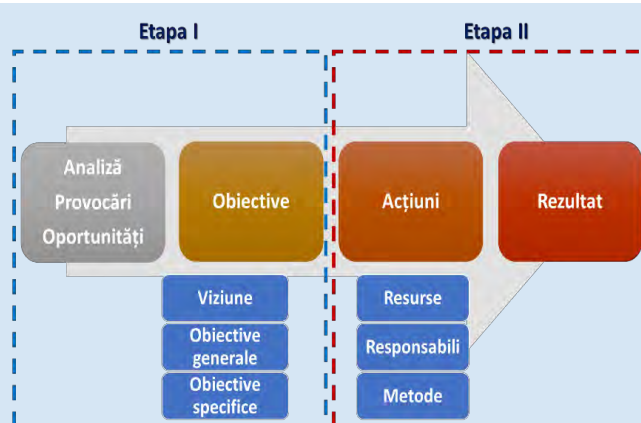 Etapa I
Etapa II
Analiză
Provocări
Oportunități
Obiective
Acțiuni
Rezultat
Viziune
Obiective
generale
Obiective
specifice
Resurse
Responsabili
Metode